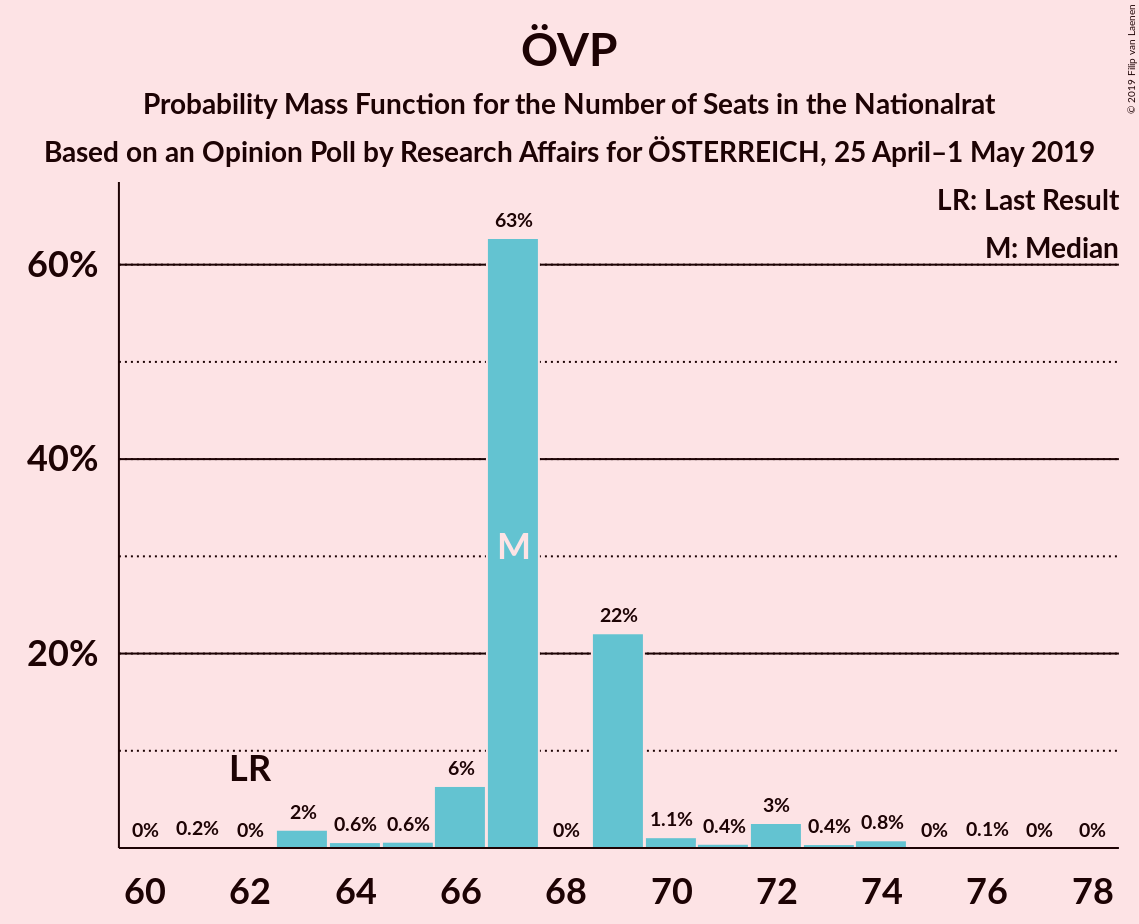 ÖVP
Probability Mass Function for the Number of Seats in the Nationalrat
Based on an Opinion Poll by Research Affairs for ÖSTERREICH, 25 April–1 May 2019
© 2019 Filip van Laenen
LR: Last Result
M: Median
60%
40%
20%
0% 0.2% 0% 2% 0.6% 0.6% 6% 63% 0% 22% 1.1% 0.4% 3% 0.4% 0.8% 0% 0.1% 0% 0%
LR
M
60 62 64 66 68 70 72 74 76 78